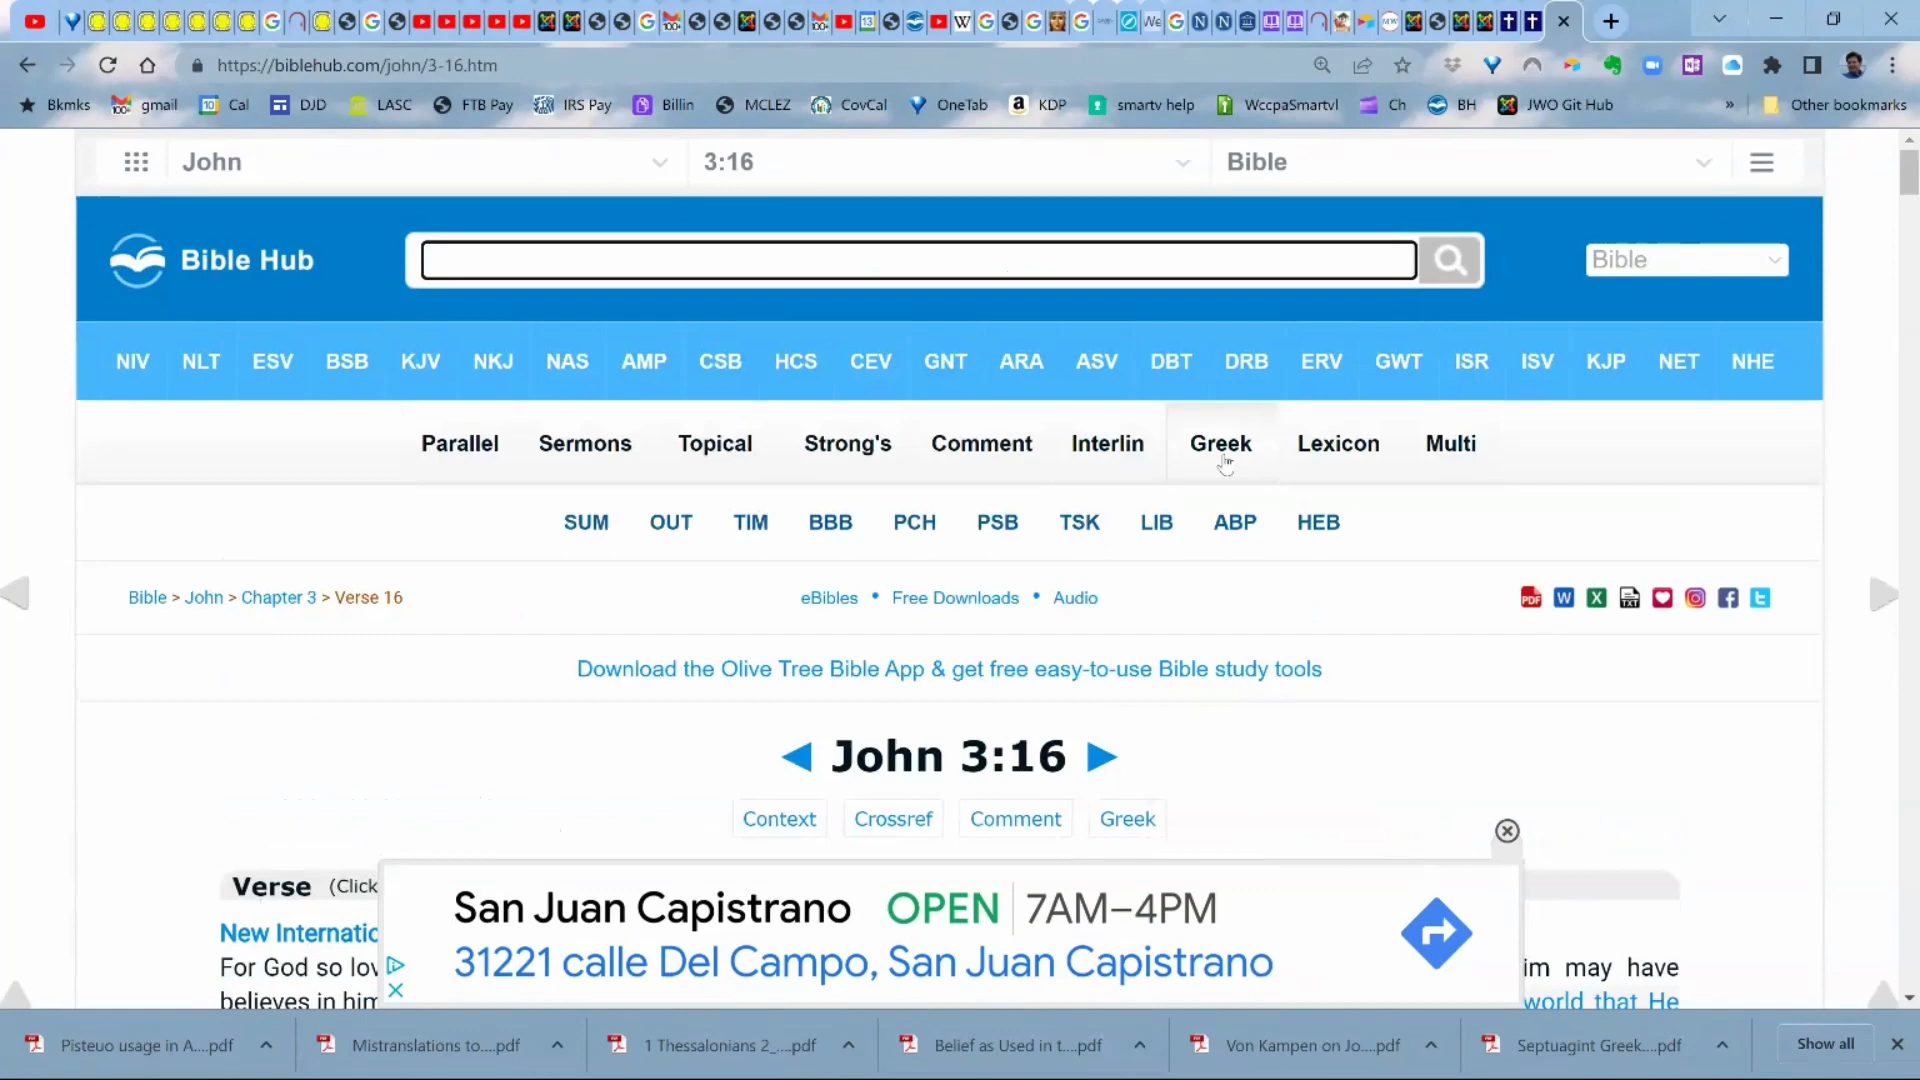 https://biblehub.com/john/3-16.htm
Bkmks gmail Cal DJD LASC FTB Pay IRS Pay Billin MCLEZ CovCal OneTab KDP smartv help WccpaSmartvl Ch BH JWO Git Hub » Other bookmarks
John 3:16 Bible
Bible Hub Bible
NIV NLT ESV BSB KJV NKJ NAS AMP CSB HCS CEV GNT ARA ASV DBT DRB ERV GWT ISR ISV KJP NET NHE
Parallel Sermons Topical Strong's Comment Interlin Greek Lexicon Multi
SUM OUT TIM BBB PCH PSB TSK LIB ABP HEB
Bible > John > Chapter 3 > Verse 16 eBibles • Free Downloads • Audio
Download the Olive Tree Bible App & get free easy-to-use Bible study tools
John 3:16
Context Crossref Comment Greek
Verse (Click
San Juan Capistrano OPEN 7AM–4PM
New Internatio
31221 calle Del Campo, San Juan Capistrano
For God so lov im may have
believes in him world that He
Pisteuo usage in A....pdf Mistranslations to....pdf 1 Thessalonians 2_....pdf Belief as Used in t....pdf Von Kampen on Jo....pdf Septuagint Greek....pdf Show all